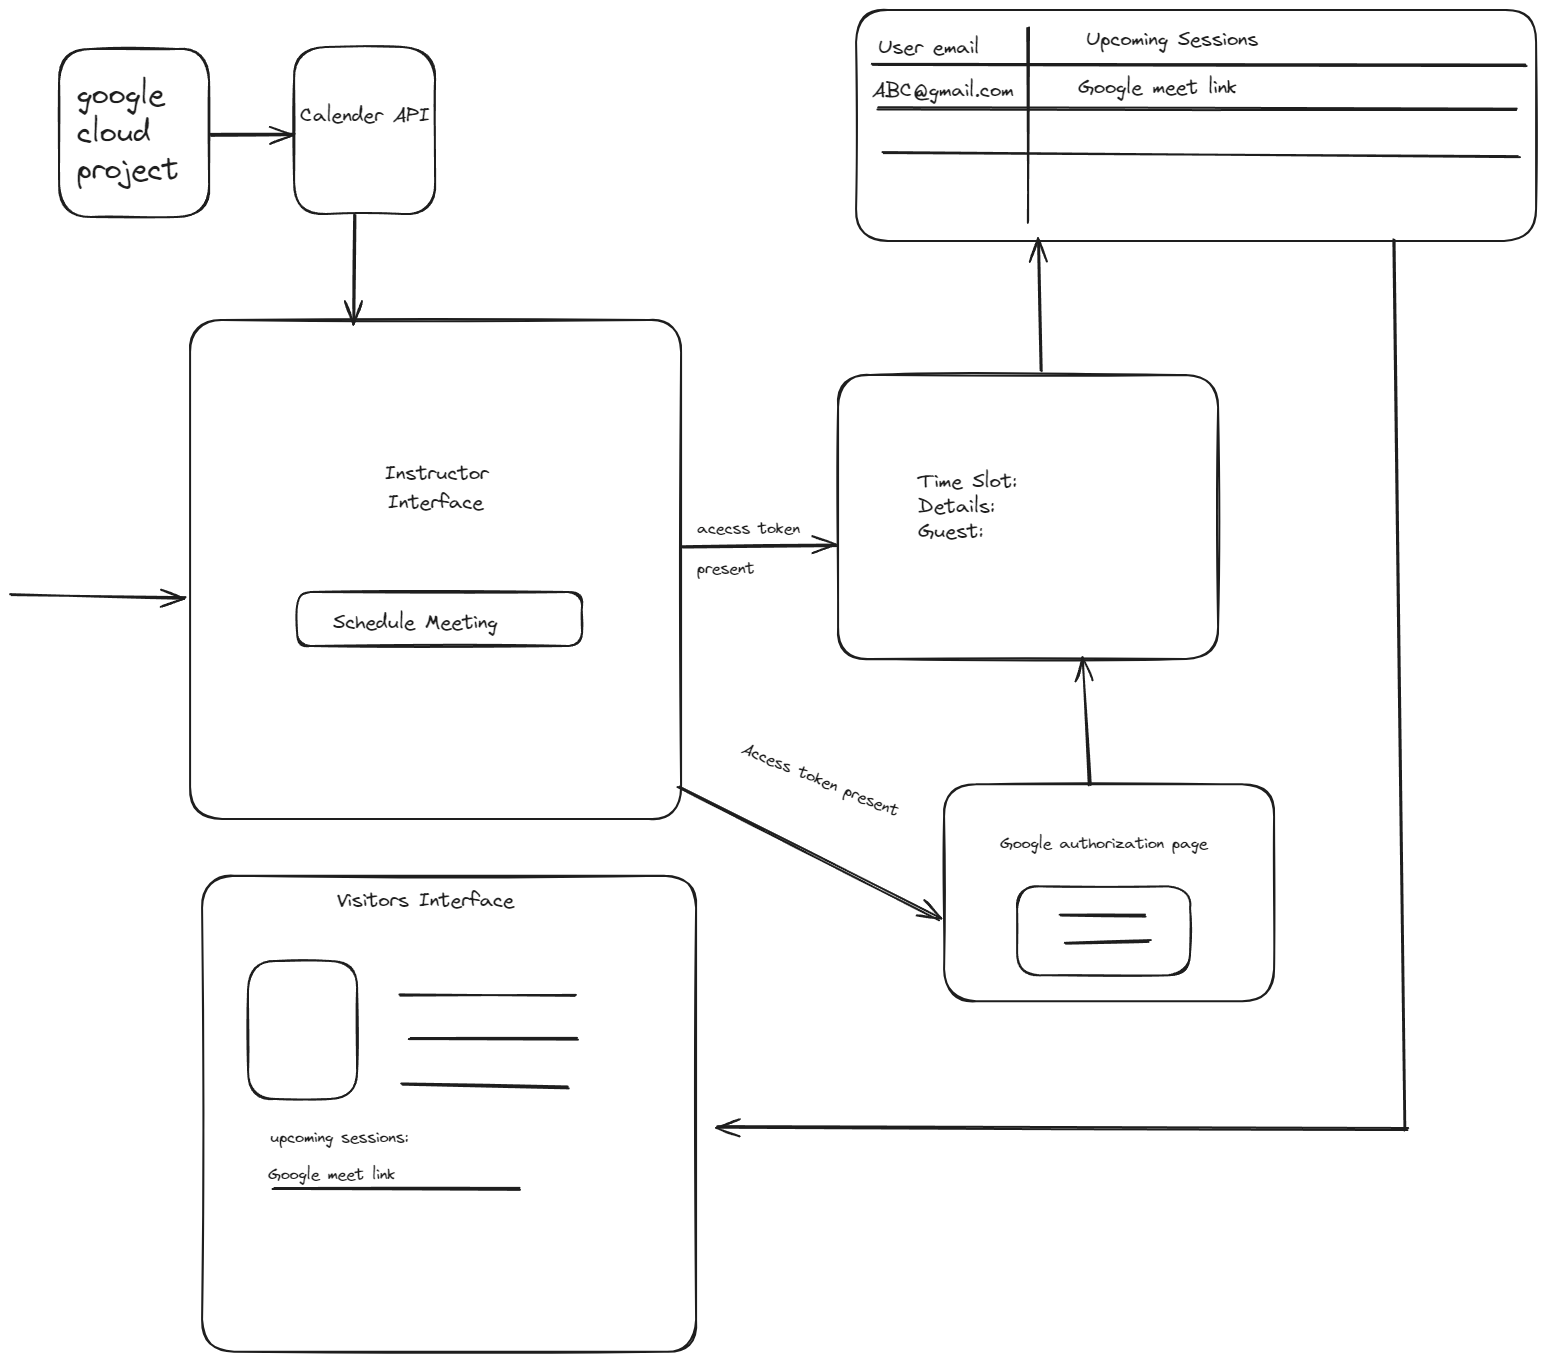 google
cloud
project
Calender API
User email
Upcoming Sessions
ABC@gmail.com
Google meet link
Instructor
Interface
Schedule Meeting
acecss token
present
Time Slot:
Details:
Guest:
Access token present
Google authorization page
Visitors Interface
upcoming sessions:
Google meet link